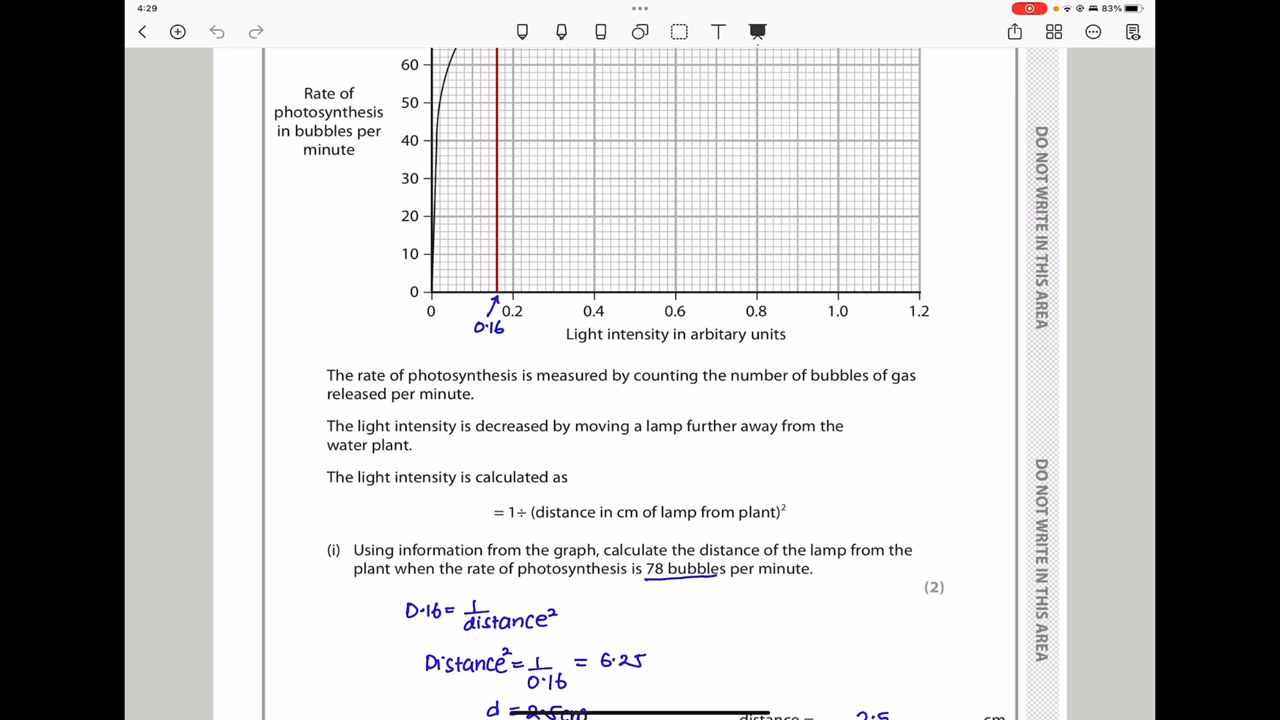 4:29
83%
T
60
50
40
30
20
10
0
Rate of
photosynthesis
in bubbles per
minute
0 0.2 0.4 0.6 0.8 1.0 1.2
0.16
Light intensity in arbitary units
The rate of photosynthesis is measured by counting the number of bubbles of gas
released per minute.
The light intensity is decreased by moving a lamp further away from the
water plant.
The light intensity is calculated as
= 1÷ (distance in cm of lamp from plant)²
(i) Using information from the graph, calculate the distance of the lamp from the
plant when the rate of photosynthesis is 78 bubbles per minute.
(2)
0.16 = 1/distance²
Distance² = 1/0.16 = 6.25
d = 2.5cm
distance = 2.5 cm
DO NOT WRITE IN THIS AREA
DO NOT WRITE IN THIS AREA